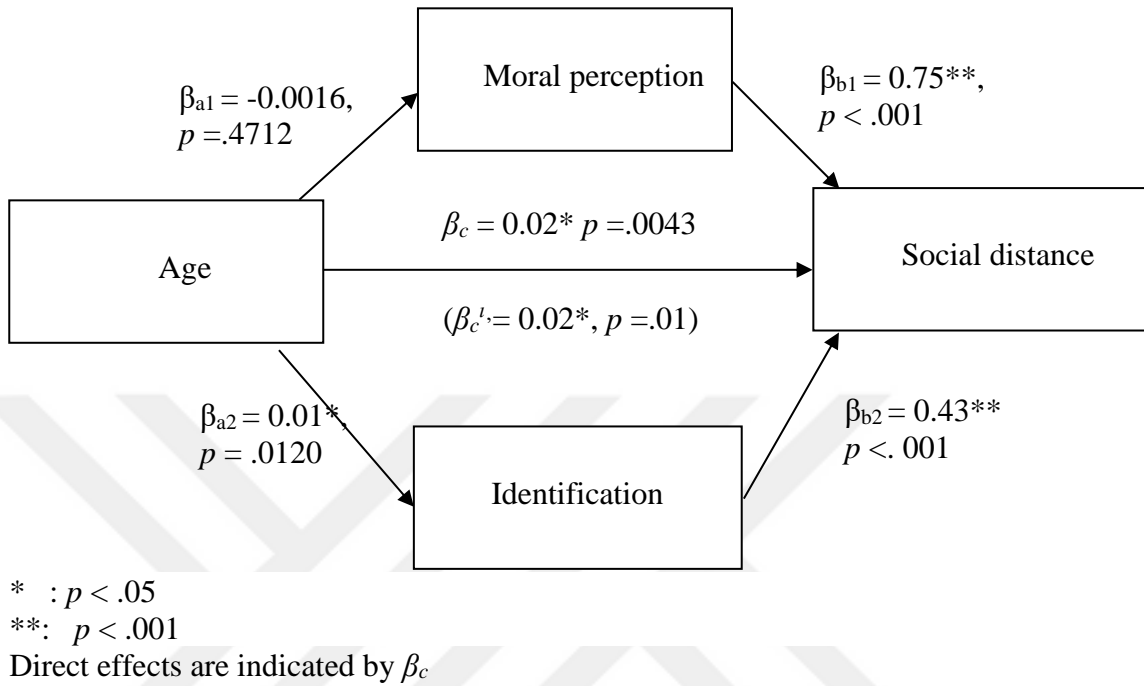 Moral perception
βa1 = -0.0016,
p =.4712
βb1 = 0.75**,
p < .001
Age
βc = 0.02* p =.0043
(βc ı,= 0.02*, p =.01)
Social distance
βa2 = 0.01*,
p = .0120
βb2 = 0.43**
p <. 001
Identification
* : p < .05
**: p < .001
Direct effects are indicated by βc